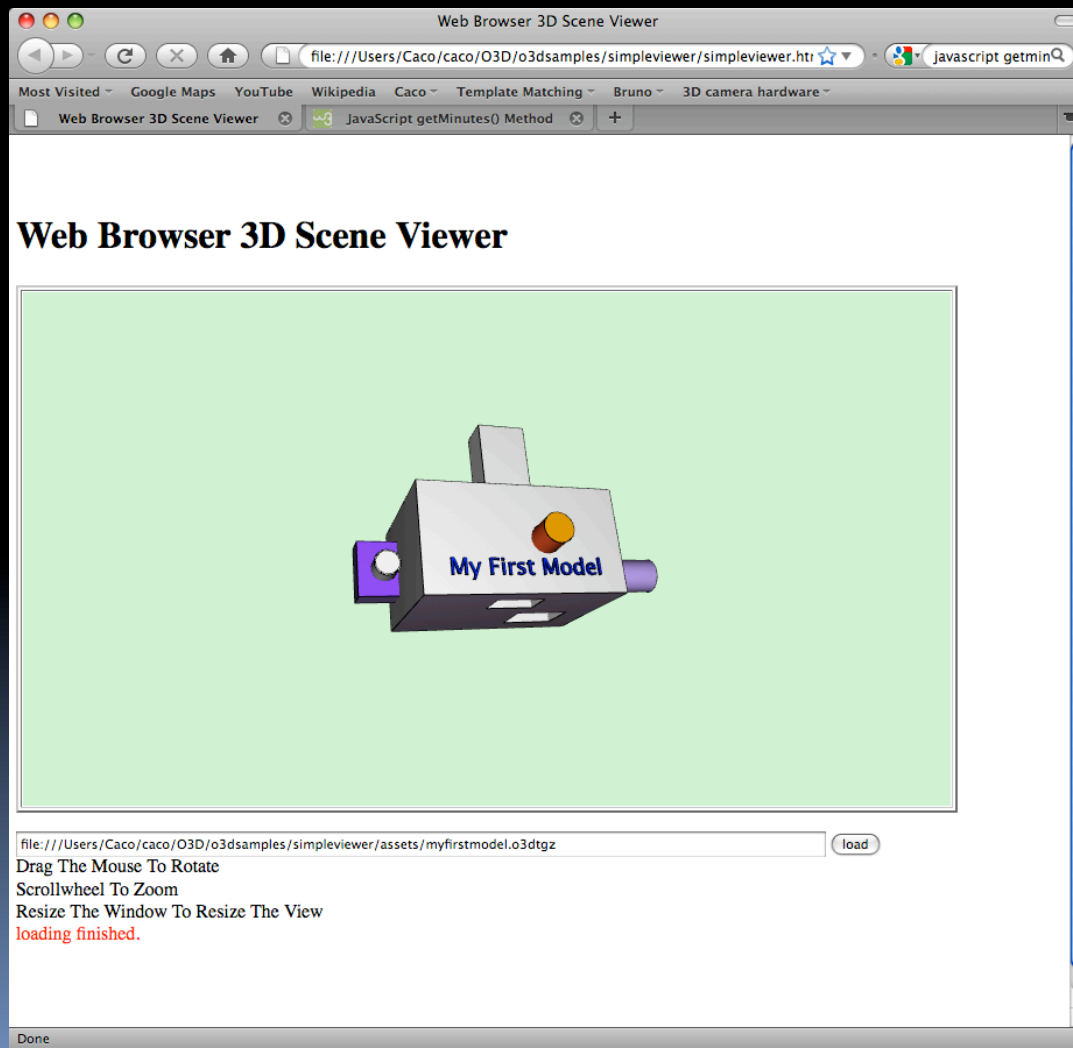 Web Browser 3D Scene Viewer
file:///Users/Caco/caco/O3D/o3dsamples/simpleviewer/simpleviewer.htr
javascript getmin
Most Visited Google Maps YouTube Wikipedia Caco Template Matching Bruno 3D camera hardware
Web Browser 3D Scene Viewer JavaScript getMinutes() Method +
Web Browser 3D Scene Viewer
My First Model
file:///Users/Caco/caco/O3D/o3dsamples/simpleviewer/assets/myfirstmodel.o3dtgz load
Drag The Mouse To Rotate
Scrollwheel To Zoom
Resize The Window To Resize The View
loading finished.
Done